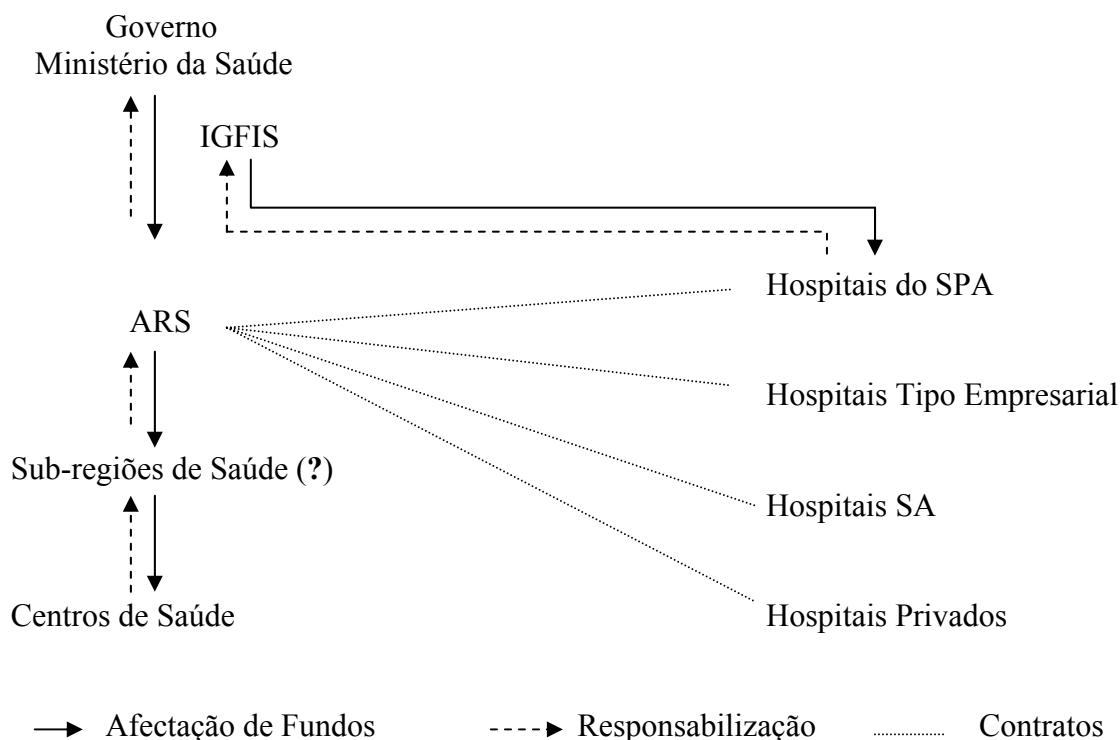 Governo
Ministério da Saúde
IGFIS
Hospitais do SPA
ARS
Hospitais Tipo Empresarial
Sub-regiões de Saúde (?)
Hospitais SA
Centros de Saúde
Hospitais Privados
Afectação de Fundos
Responsabilização
Contratos